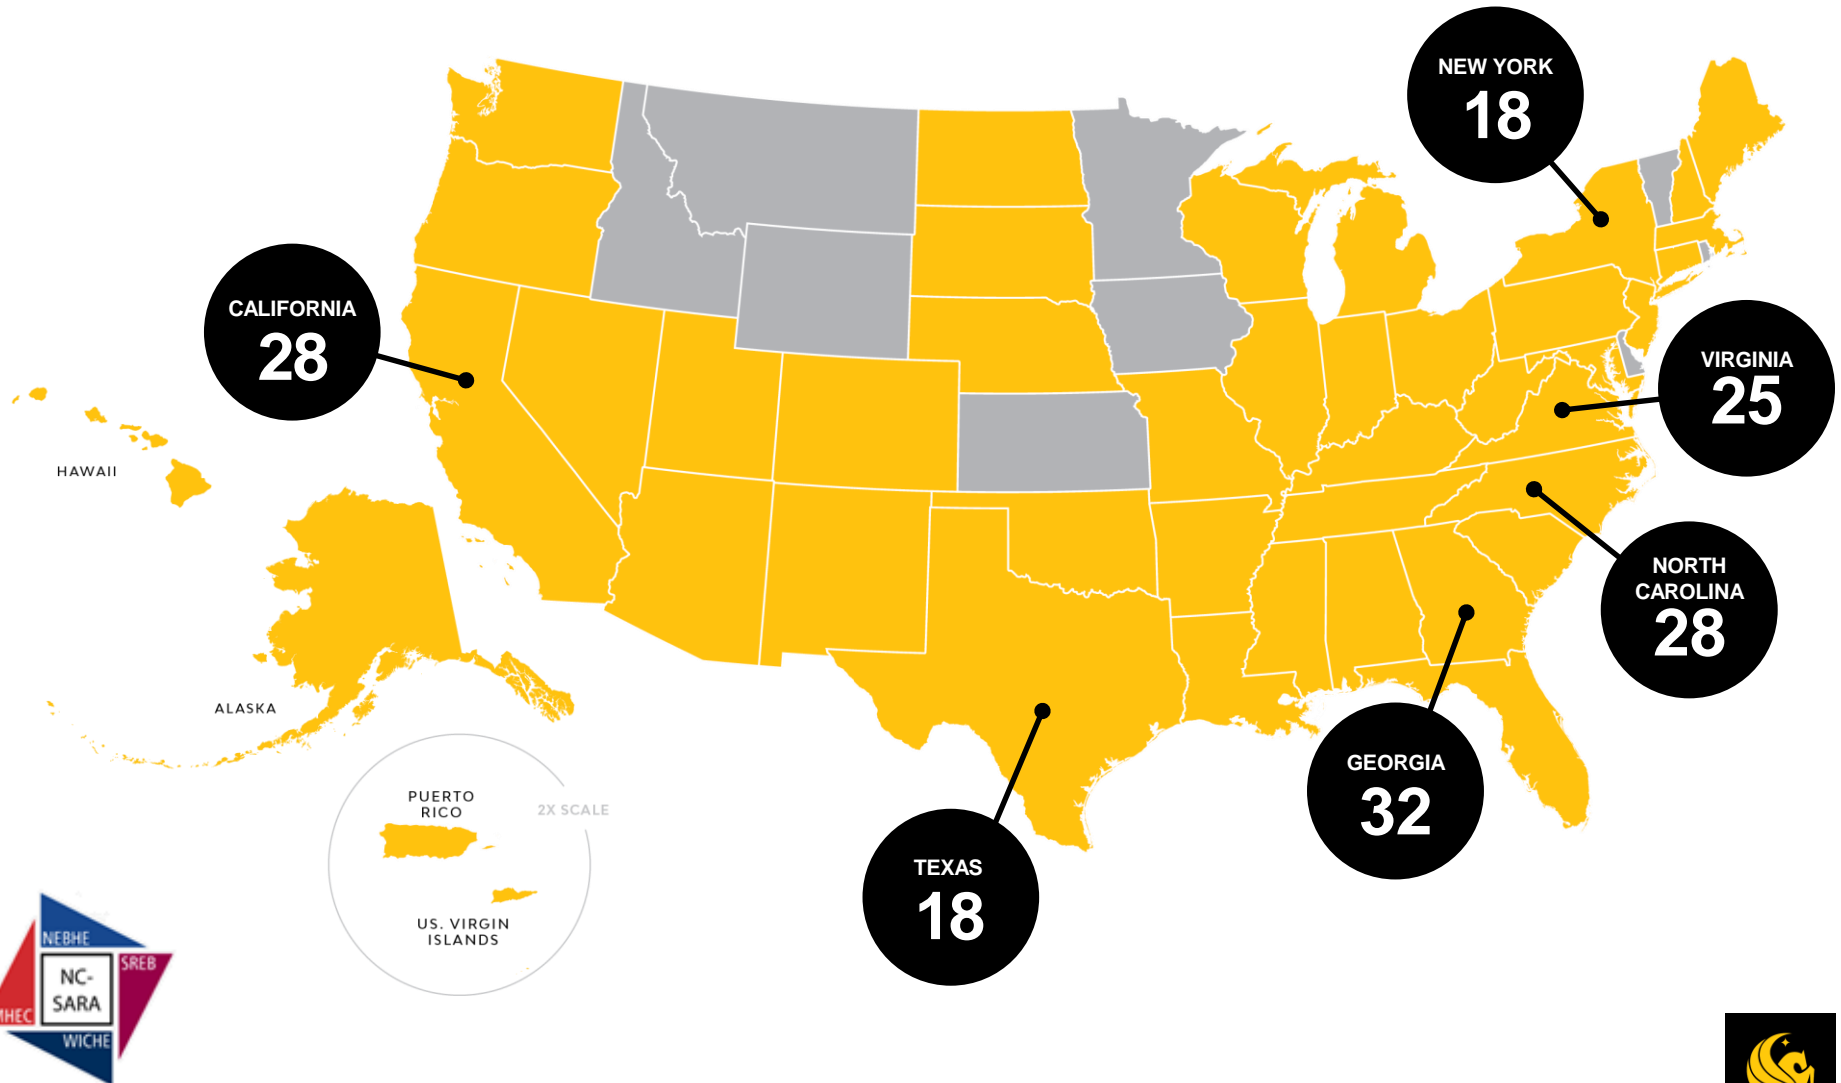 NEW YORK
18
CALIFORNIA
28
VIRGINIA
25
HAWAII
NORTH
CAROLINA
28
ALASKA
GEORGIA
32
PUERTO
RICO
2X SCALE
TEXAS
18
US. VIRGIN
ISLANDS
NEBHE
SREB
NC-
SARA
MHEC
WICHE